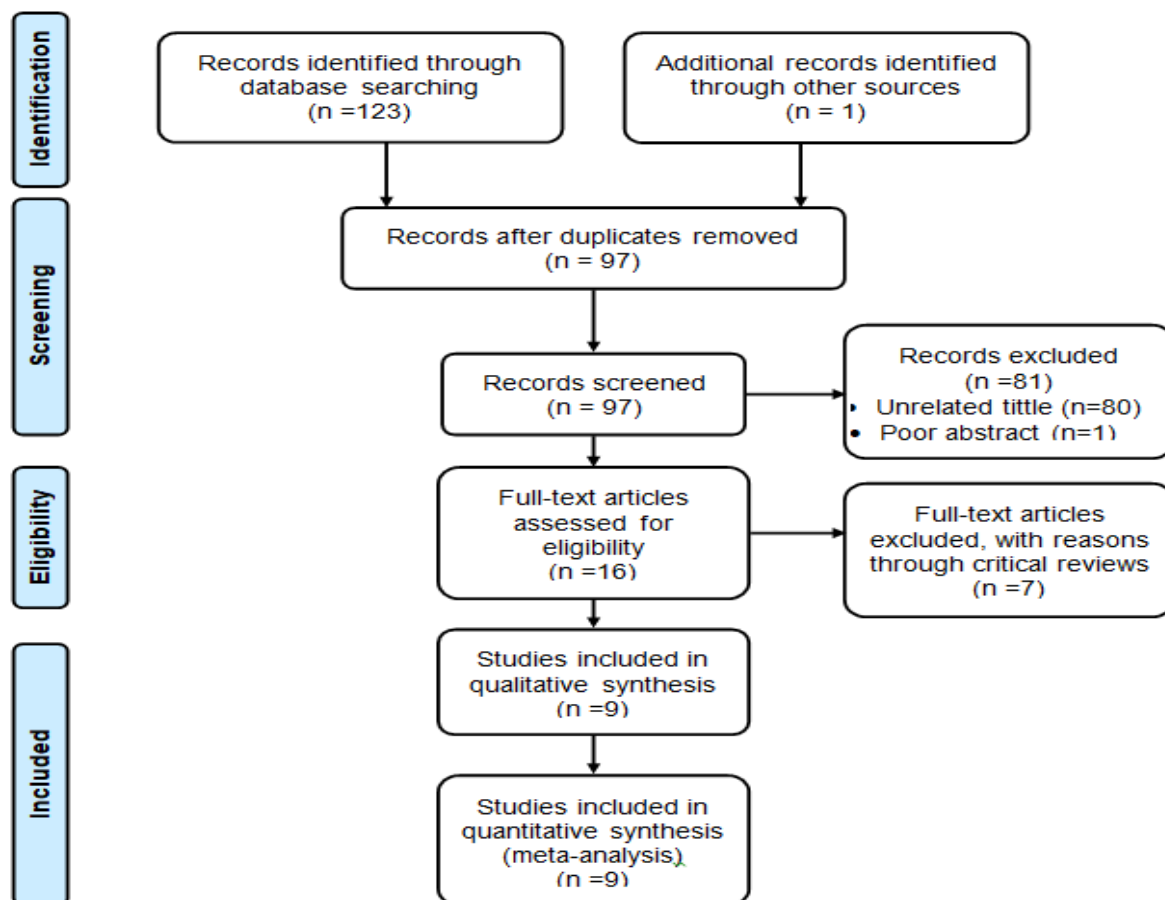 Identification
Records identified through
database searching
(n =123)
Additional records identified
through other sources
(n = 1)
Screening
Records after duplicates removed
(n = 97)
Records screened
(n = 97)
Records excluded
(n =81)
• Unrelated tittle (n=80)
• Poor abstract (n=1)
Eligibility
Full-text articles
assessed for
eligibility
(n =16)
Full-text articles
excluded, with reasons
through critical reviews
(n =7)
Included
Studies included in
qualitative synthesis
(n =9)
Studies included in
quantitative synthesis
(meta-analysis)
(n =9)